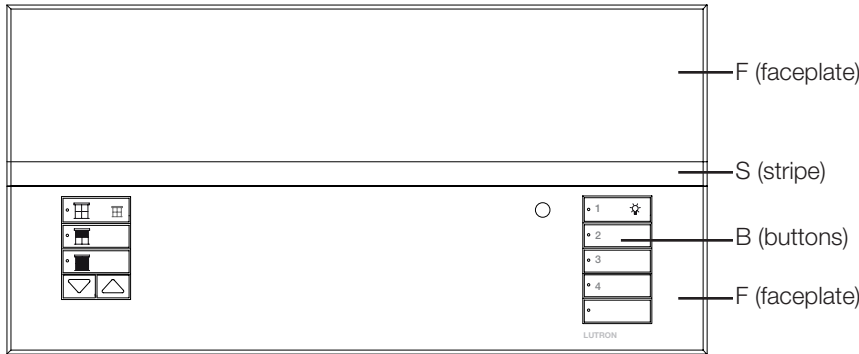 F (faceplate)
S (stripe)
1
2
B (buttons)
3
4
F (faceplate)
LUTRON